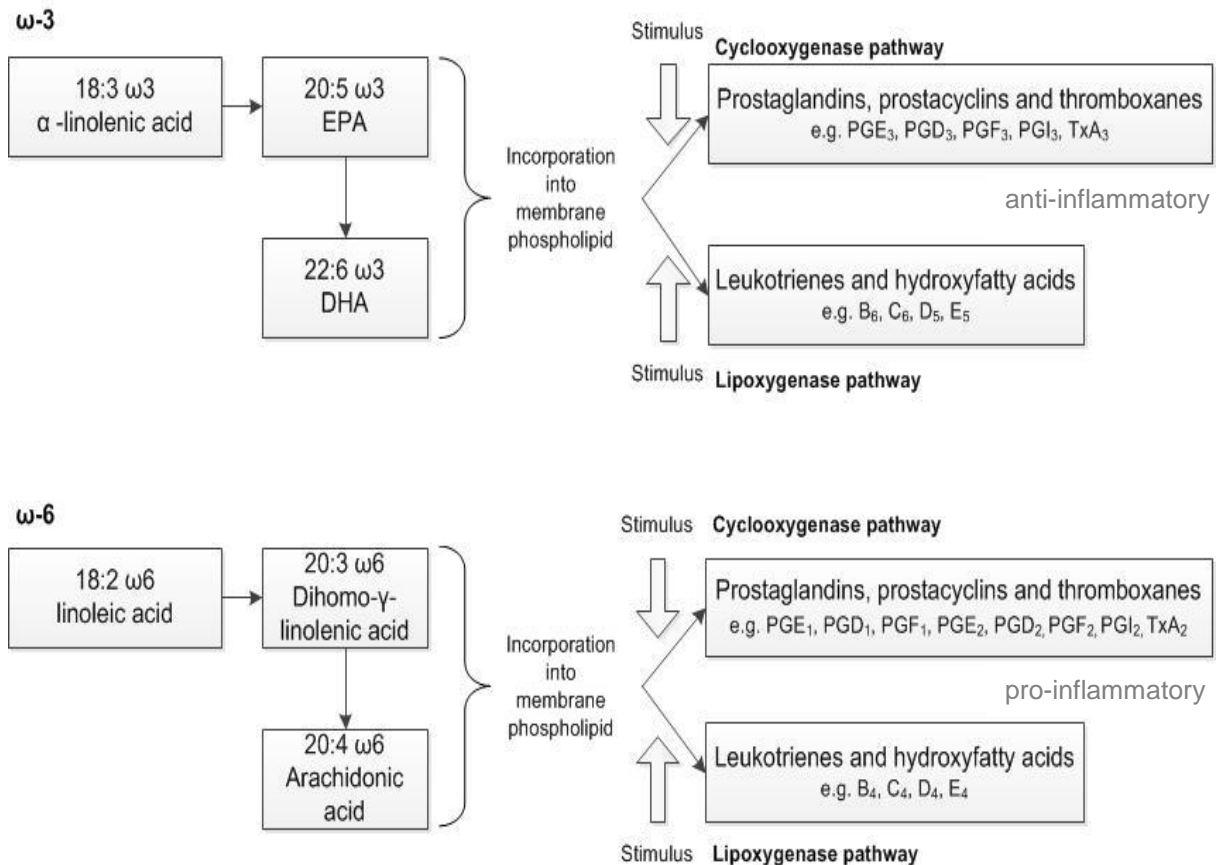 ω-3
18:3 ω3
α -linolenic acid
20:5 ω3
EPA
22:6 ω3
DHA
Incorporation
into
membrane
phospholipid
Stimulus
Cyclooxygenase pathway
Prostaglandins, prostacyclins and thromboxanes
e.g. PGE₃, PGD₃, PGF₃, PGI₃, TxA₃
anti-inflammatory
Leukotrienes and hydroxyfatty acids
e.g. B₆, C₆, D₅, E₅
Stimulus
Lipoxygenase pathway
ω-6
18:2 ω6
linoleic acid
20:3 ω6
Dihomo-γ-
linolenic acid
20:4 ω6
Arachidonic
acid
Incorporation
into
membrane
phospholipid
Stimulus
Cyclooxygenase pathway
Prostaglandins, prostacyclins and thromboxanes
e.g. PGE₁, PGD₁, PGF₁, PGE₂, PGD₂, PGF₂, PGI₂, TxA₂
pro-inflammatory
Leukotrienes and hydroxyfatty acids
e.g. B₄, C₄, D₄, E₄
Stimulus
Lipoxygenase pathway